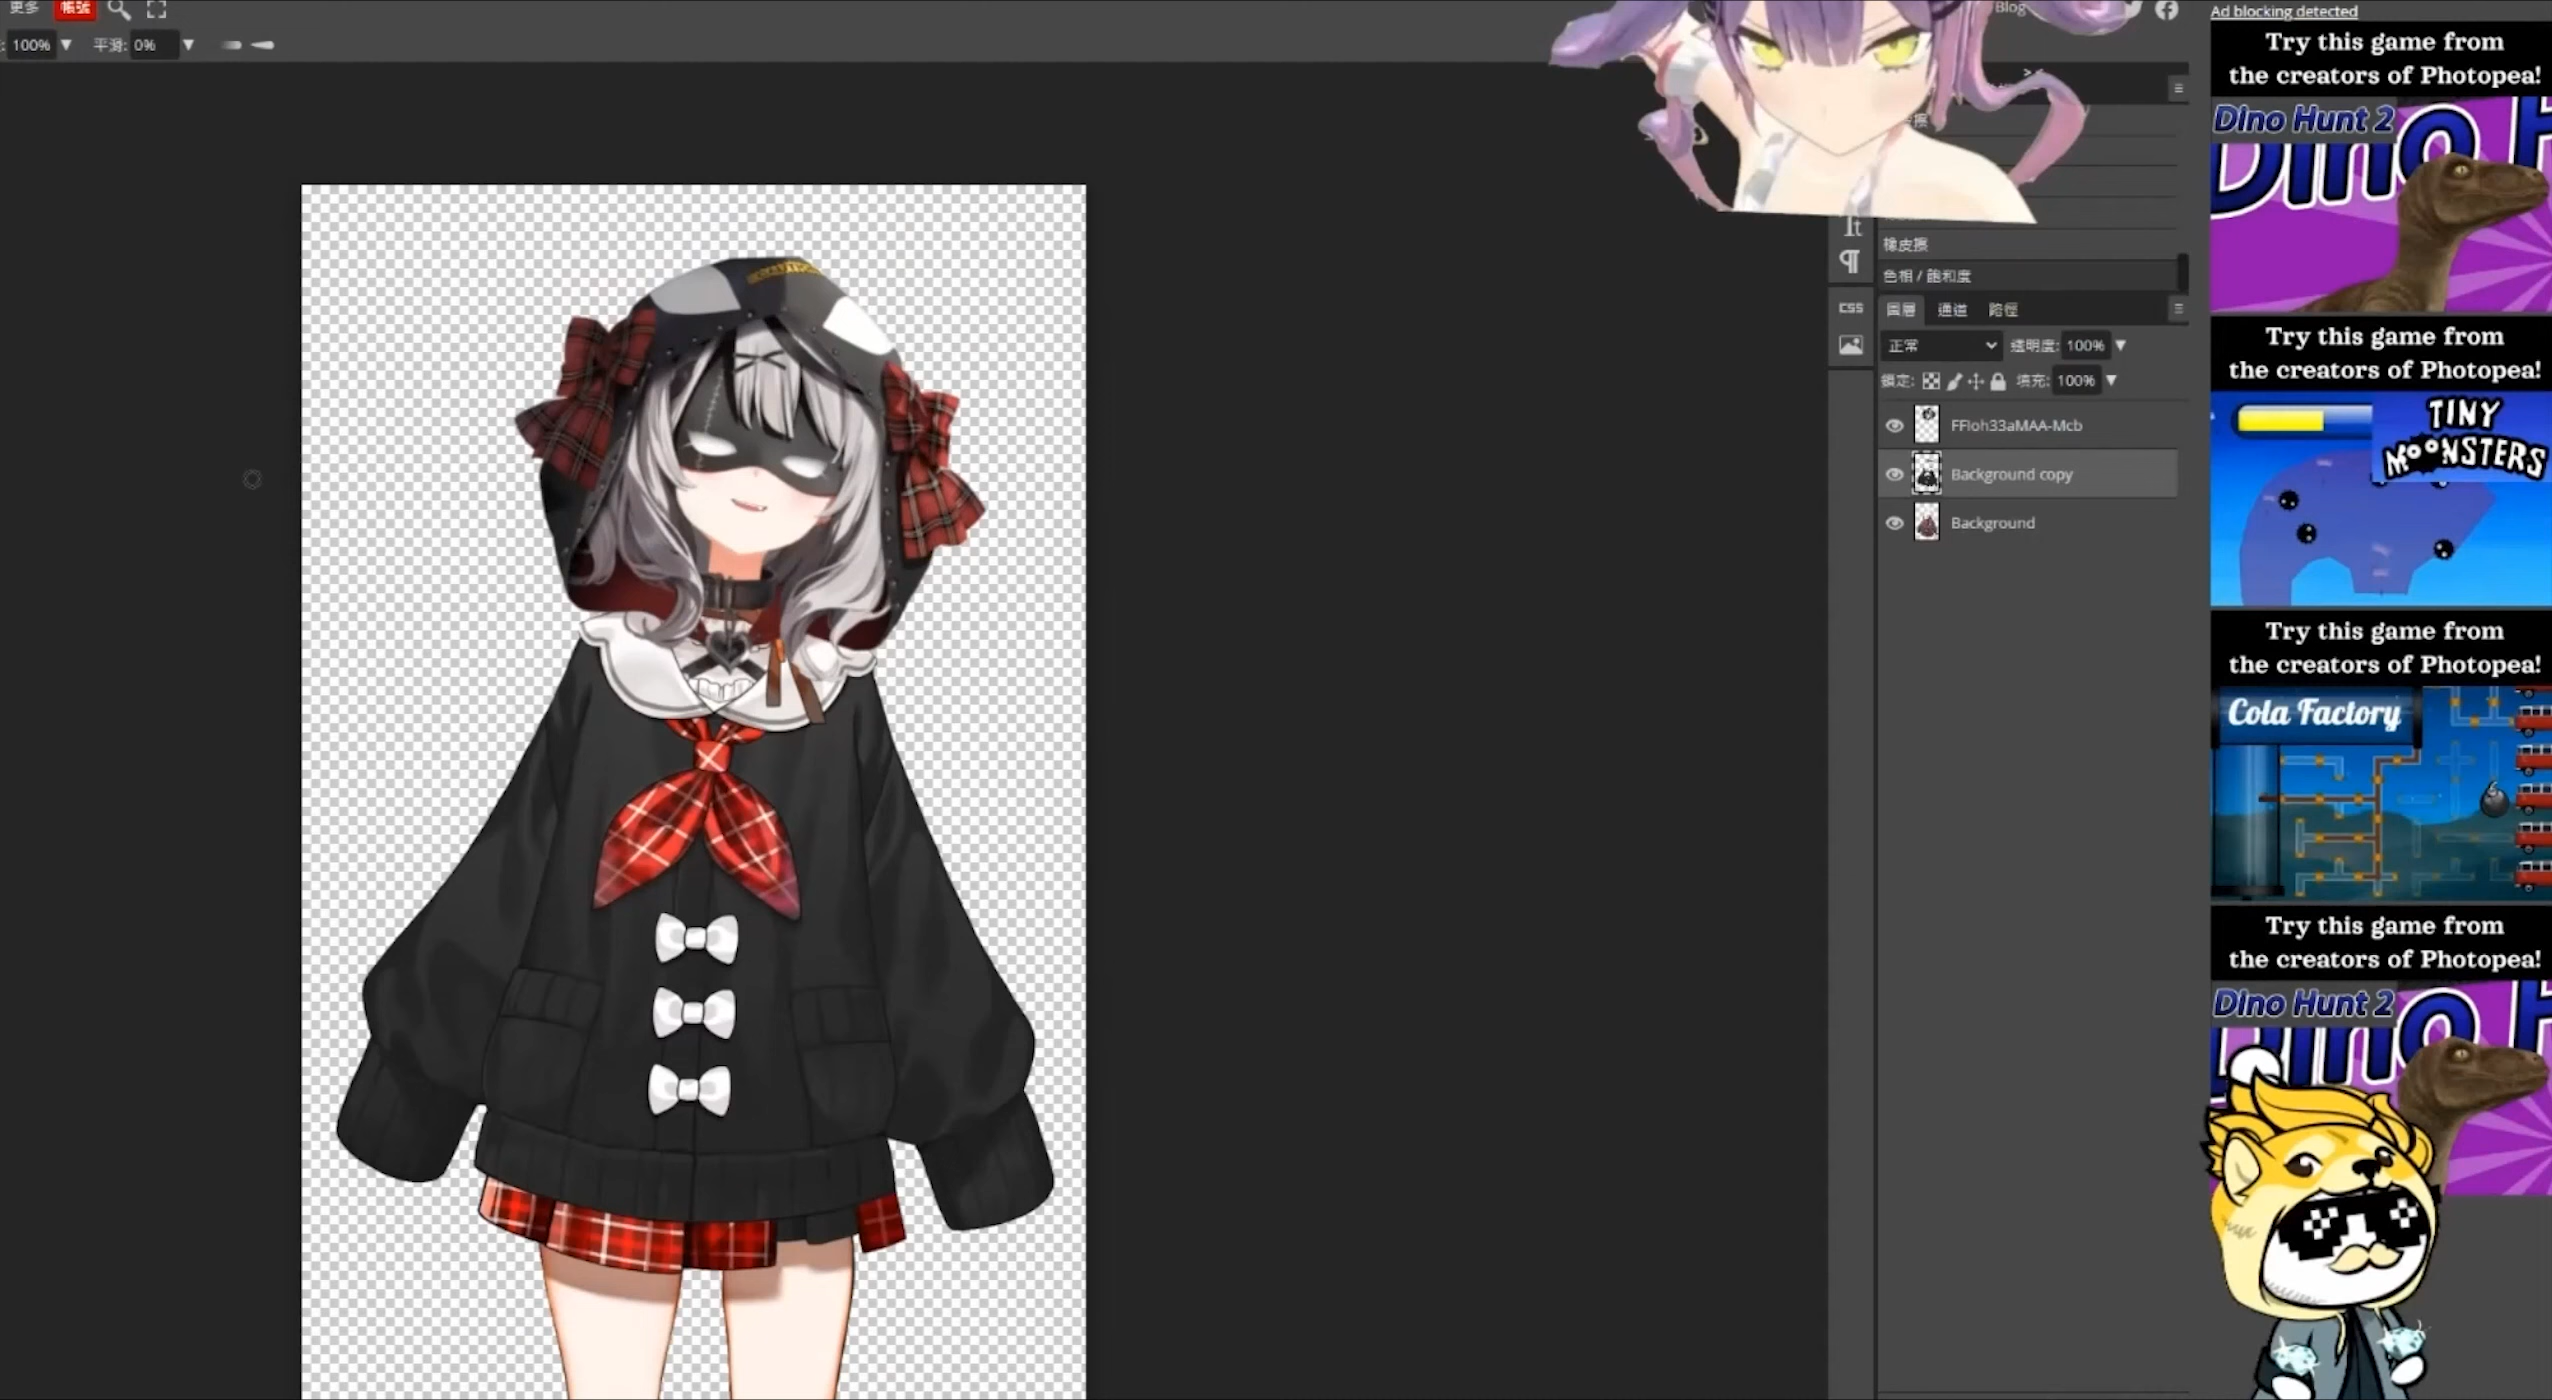 更多
帳號
Blog
Ad blocking detected
: 100% ▼ 平滑: 0% ▼
Try this game from
the creators of Photopea!
Dino Hunt 2
橡皮擦
色相 / 飽和度
CSS
圖層 通道 路徑
正常 透明度: 100% ▼
鎖定: 填充: 100% ▼
FFloh33aMAA-Mcb
Background copy
Background
Try this game from
the creators of Photopea!
TINY
MOONSTERS
Try this game from
the creators of Photopea!
Cola Factory
Try this game from
the creators of Photopea!
Dino Hunt 2